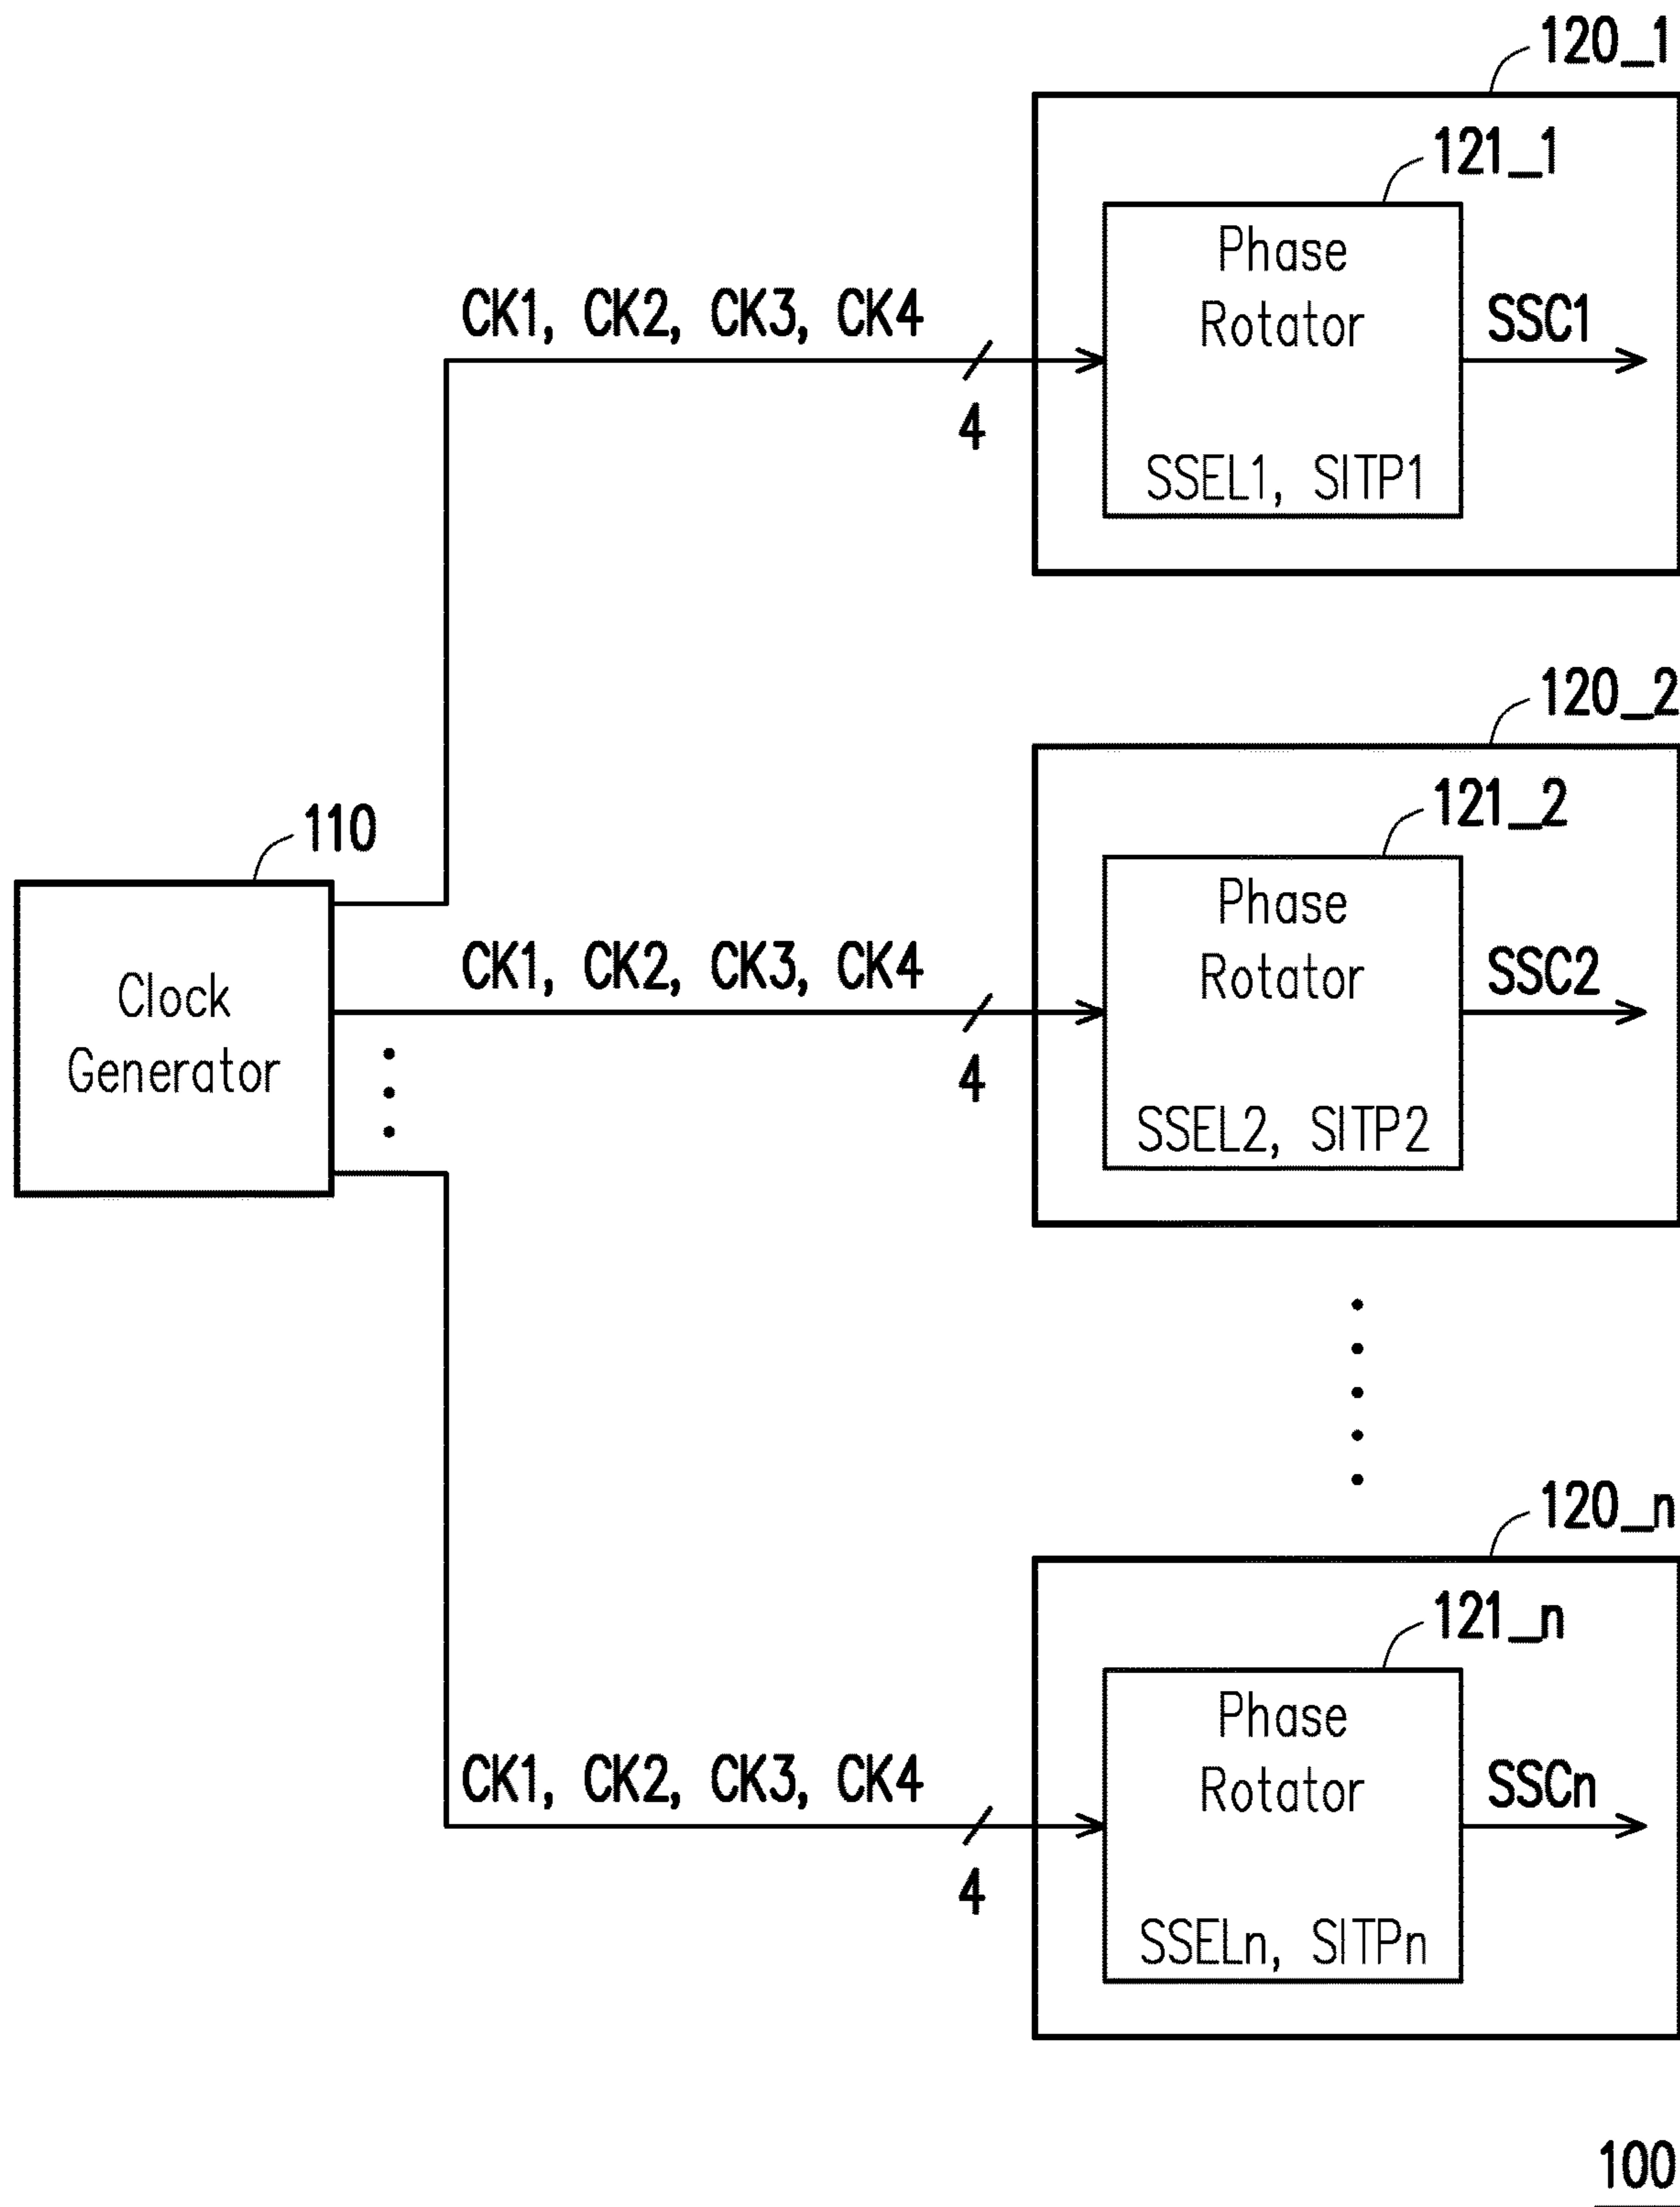 120_1
121_1
Phase
Rotator
CK1, CK2, CK3, CK4
SSC1
4
SSEL1, SITP1
120_2
121_2
110
Phase
Rotator
CK1, CK2, CK3, CK4
SSC2
Clock
Generator
4
SSEL2, SITP2
120_n
121_n
Phase
Rotator
CK1, CK2, CK3, CK4
SSCn
4
SSELn, SITPn
100